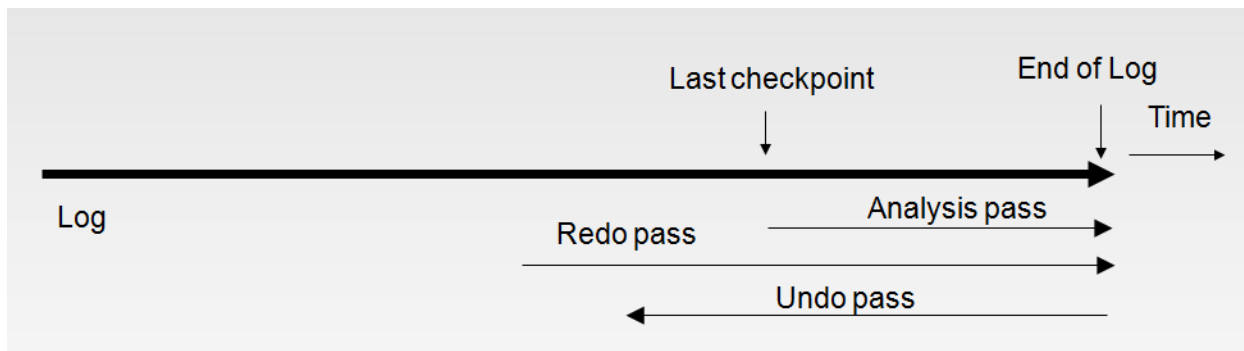 Last checkpoint
End of Log
Time
Log
Analysis pass
Redo pass
Undo pass